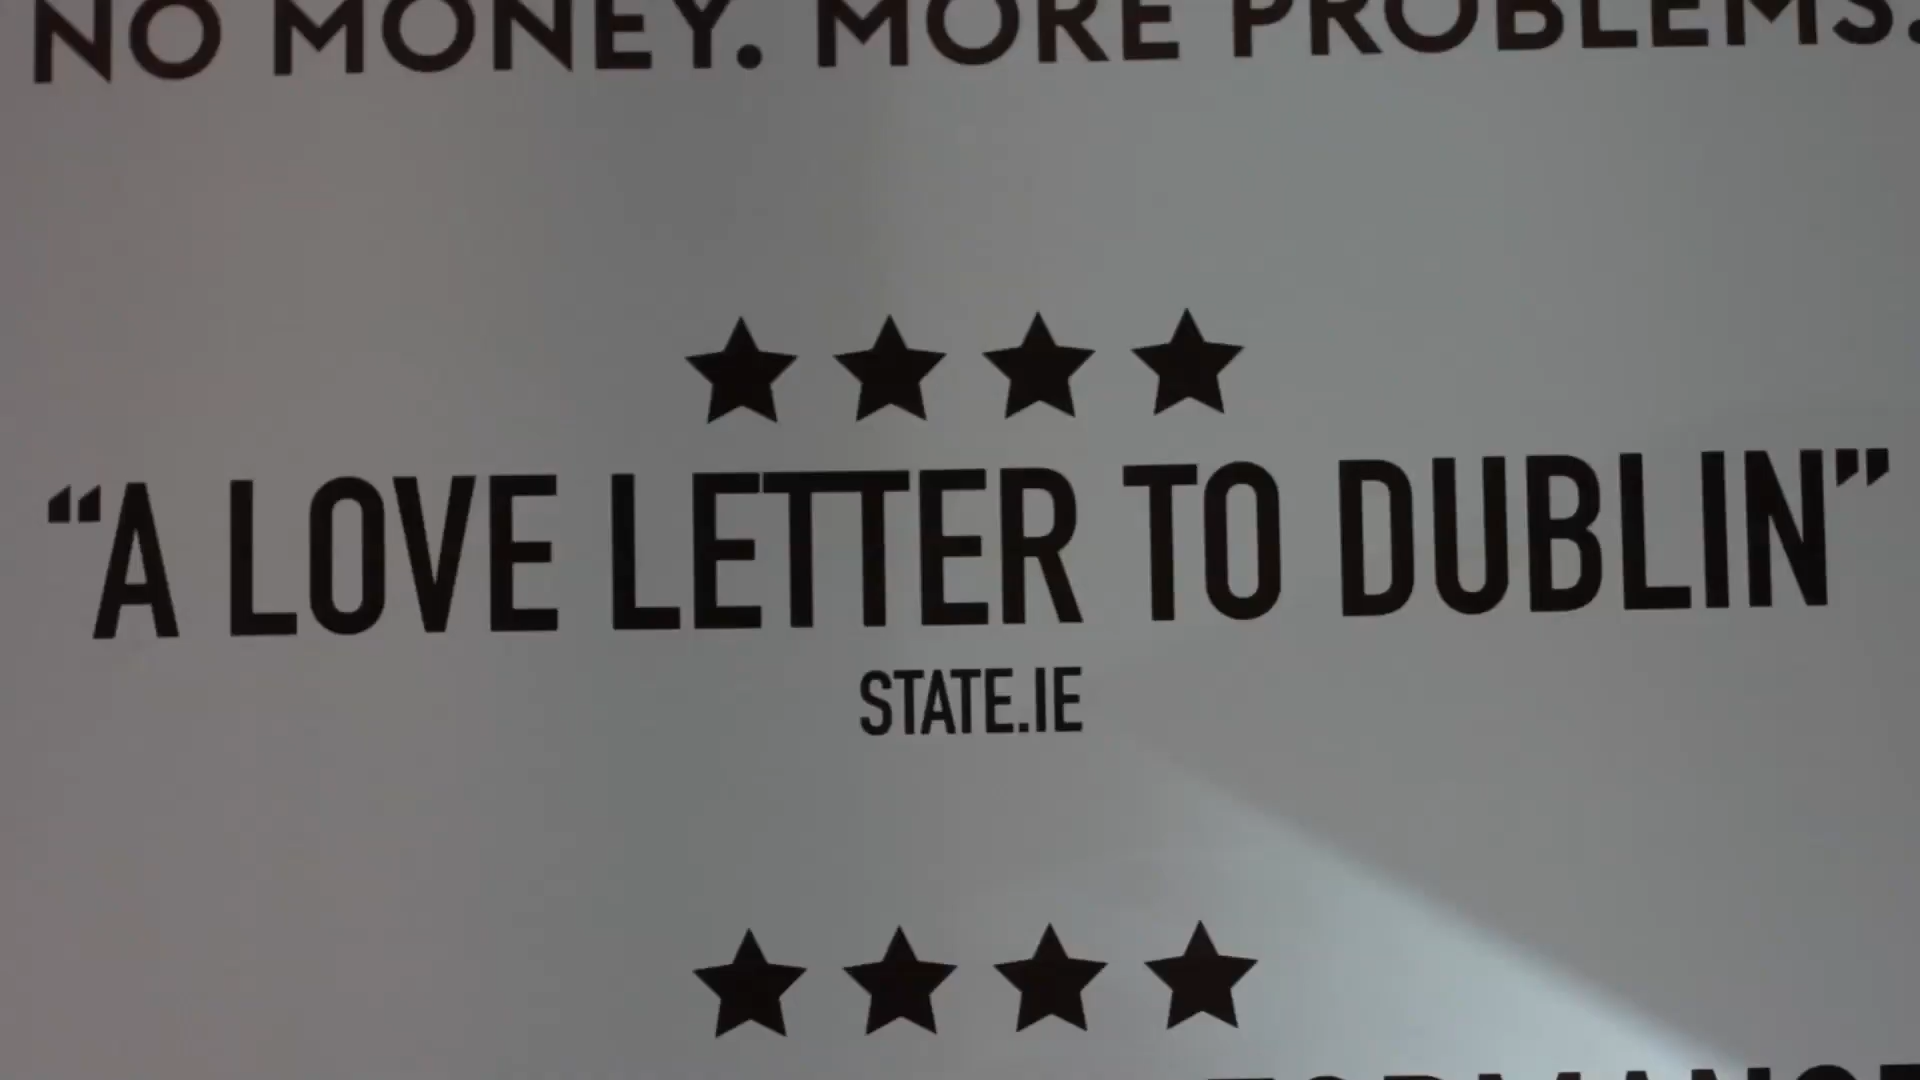 NO MONEY. MORE PROBLEMS.
★★★★
“A LOVE LETTER TO DUBLIN”
STATE.IE
★★★★